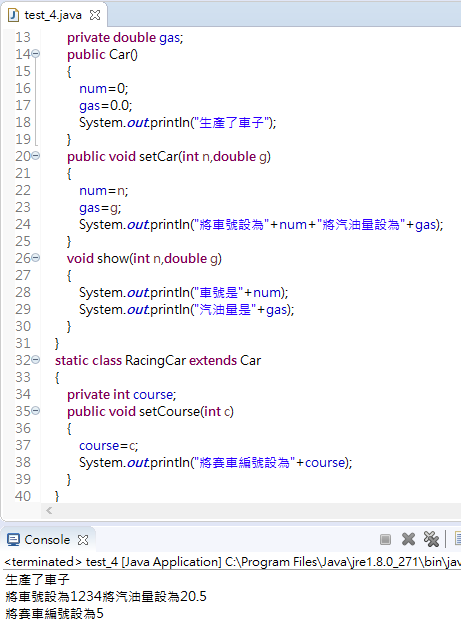 test_4.java
13 private double gas;
14 public Car()
15 {
16 num=0;
17 gas=0.0;
18 System.out.println("生產了車子");
19 }
20 public void setCar(int n,double g)
21 {
22 num=n;
23 gas=g;
24 System.out.println("將車號設為"+num+"將汽油量設為"+gas);
25 }
26 void show(int n,double g)
27 {
28 System.out.println("車號是"+num);
29 System.out.println("汽油量是"+gas);
30 }
31 }
32 static class RacingCar extends Car
33 {
34 private int course;
35 public void setCourse(int c)
36 {
37 course=c;
38 System.out.println("將賽車編號設為"+course);
39 }
40 }
Console
<terminated> test_4 [Java Application] C:\Program Files\Java\jre1.8.0_271\bin\jav
生產了車子
將車號設為1234將汽油量設為20.5
將賽車編號設為5